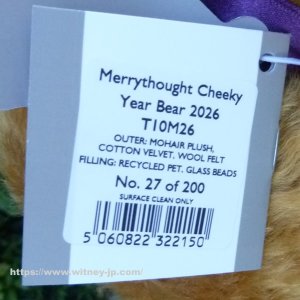 Merrythought Cheeky
Year Bear 2026
T10M26
OUTER: MOHAIR PLUSH,
COTTON VELVET, WOOL FELT
FILLING: RECYCLED PET, GLASS BEADS
No. 27 of 200
SURFACE CLEAN ONLY
5 060822 322150
https://www.witney-jp.com/